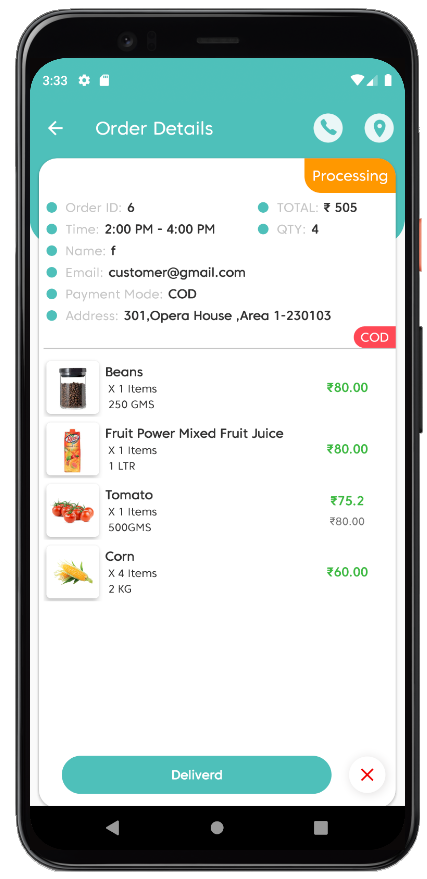 3:33
Order Details
Processing
Order ID: 6 TOTAL: ₹ 505
Time: 2:00 PM - 4:00 PM QTY: 4
Name: f
Email: customer@gmail.com
Payment Mode: COD
Address: 301,Opera House ,Area 1-230103
COD
Beans
X 1 Items ₹80.00
250 GMS
Fruit Power Mixed Fruit Juice
X 1 Items ₹80.00
1 LTR
Tomato ₹75.2
X 1 Items
500GMS ₹80.00
Corn
X 4 Items ₹60.00
2 KG
Deliverd